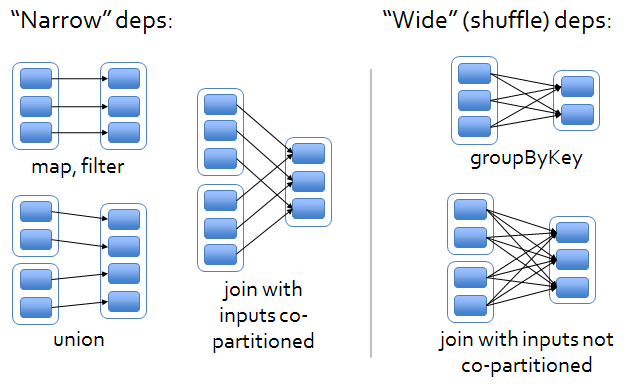 “Narrow” deps:
“Wide” (shuffle) deps:
map, filter
union
join with
inputs co-
partitioned
groupByKey
join with inputs not
co-partitioned